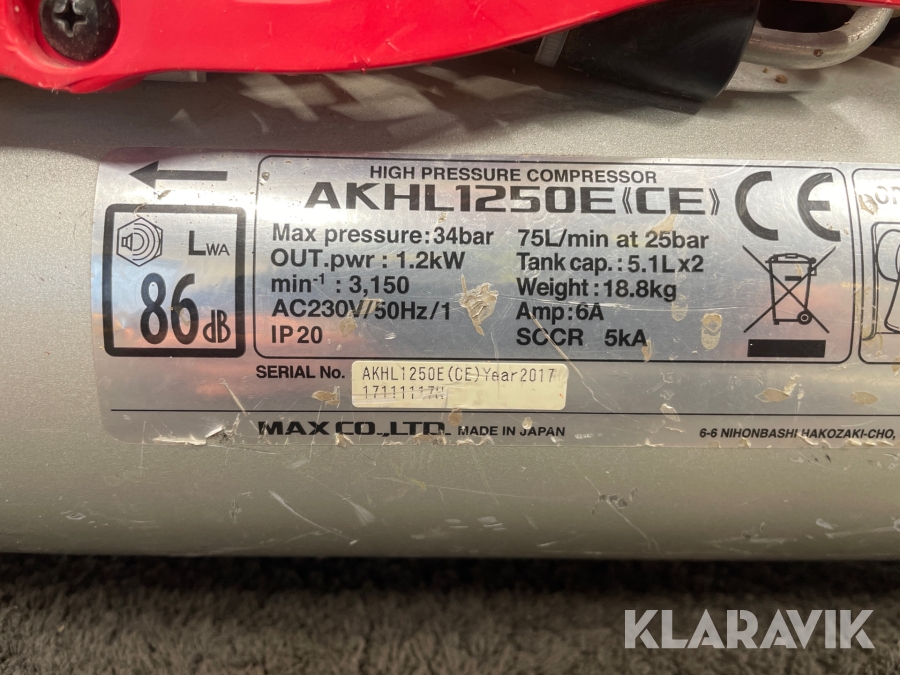 HIGH PRESSURE COMPRESSOR
AKHL1250E《CE》 CE
Max pressure:34bar 75L/min at 25bar
OUT.pwr : 1.2kW Tank cap.: 5.1Lx2
min-1 : 3,150 Weight: 18.8kg
AC230V/50Hz/1 Amp:6A
IP20 SCCR 5kA
LWA
86dB
SERIAL No. AKHL1250E(CE)Year2017
17111117N
MAX CO.,LTD. MADE IN JAPAN 6-6 NIHONBASHI HAKOZAKI-CHO,
KLARAVIK